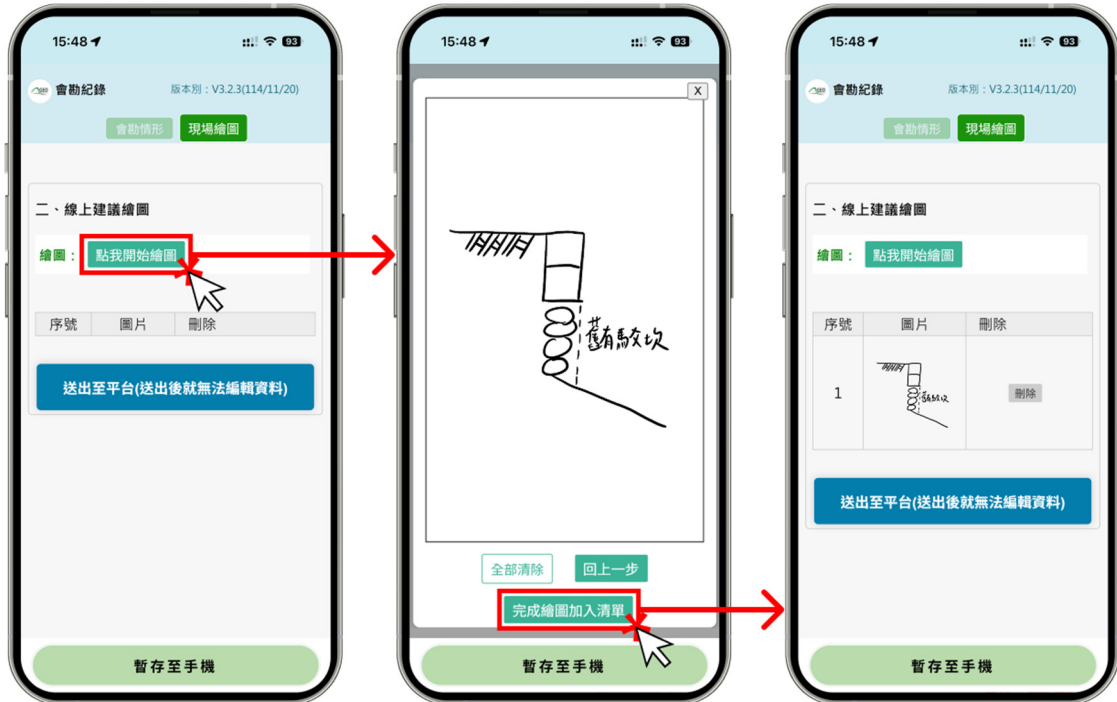 15:48
93
會勘紀錄
版本別：V3.2.3(114/11/20)
會勘情形 現場繪圖
二、線上建議繪圖
繪圖： 點我開始繪圖
序號 圖片 刪除
送出至平台(送出後就無法編輯資料)
暫存至手機
15:48
93
X
舊有駁坎
全部清除 回上一步
完成繪圖加入清單
暫存至手機
15:48
93
會勘紀錄
版本別：V3.2.3(114/11/20)
會勘情形 現場繪圖
二、線上建議繪圖
繪圖： 點我開始繪圖
序號 圖片 刪除
1 舊有駁坎 刪除
送出至平台(送出後就無法編輯資料)
暫存至手機